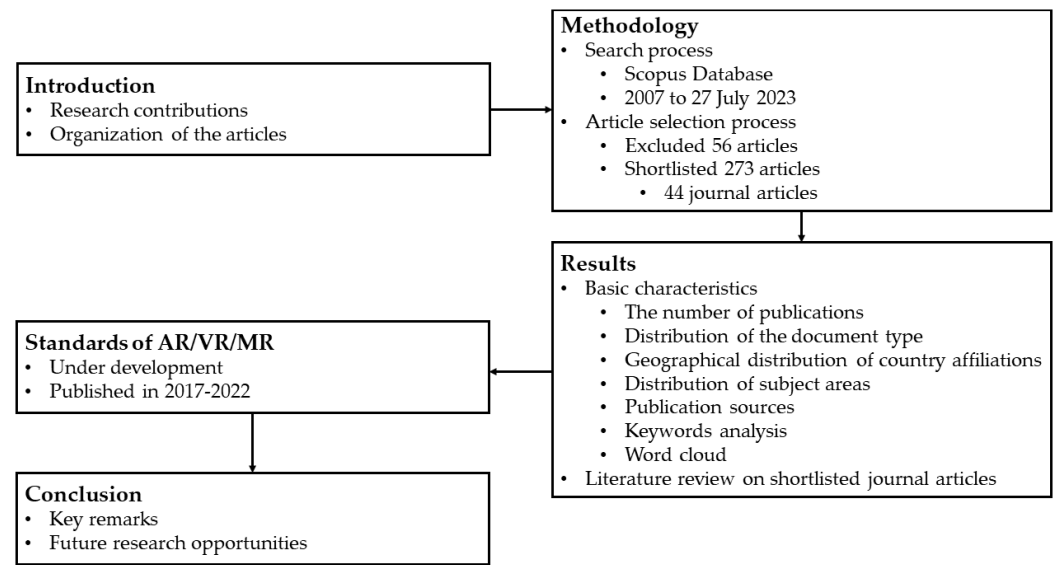 Introduction
• Research contributions
• Organization of the articles
Methodology
• Search process
• Scopus Database
• 2007 to 27 July 2023
• Article selection process
• Excluded 56 articles
• Shortlisted 273 articles
• 44 journal articles
Results
• Basic characteristics
• The number of publications
• Distribution of the document type
• Geographical distribution of country affiliations
• Distribution of subject areas
• Publication sources
• Keywords analysis
• Word cloud
• Literature review on shortlisted journal articles
Standards of AR/VR/MR
• Under development
• Published in 2017-2022
Conclusion
• Key remarks
• Future research opportunities